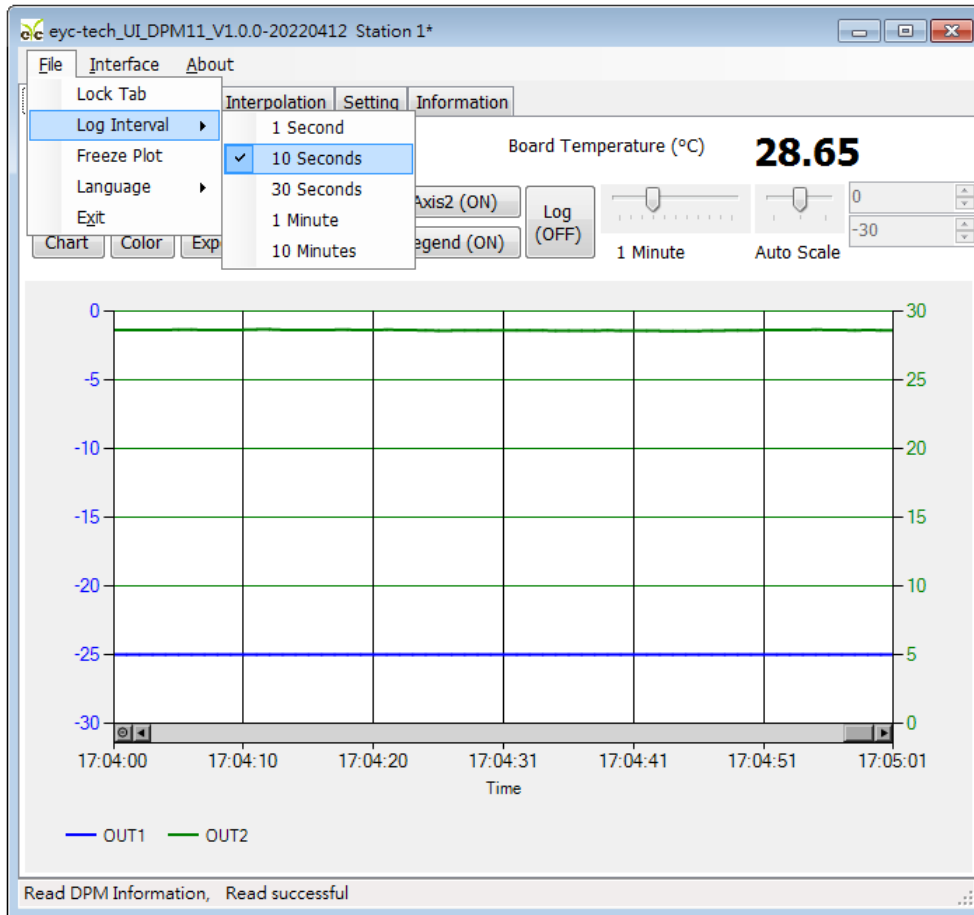 eyc-tech_UI_DPM11_V1.0.0-20220412 Station 1*
File Interface About
Lock Tab
Log Interval
Freeze Plot
Language
Exit
1 Second
10 Seconds
30 Seconds
1 Minute
10 Minutes
Interpolation Setting Information
Board Temperature (°C) 28.65
Axis2 (ON)
Log
(OFF)
0
-30
Chart Color
1 Minute
Auto Scale
0
-5
-10
-15
-20
-25
-30
30
25
20
15
10
5
0
17:04:00 17:04:10 17:04:20 17:04:31 17:04:41 17:04:51 17:05:01
Time
OUT1 OUT2
Read DPM Information, Read successful